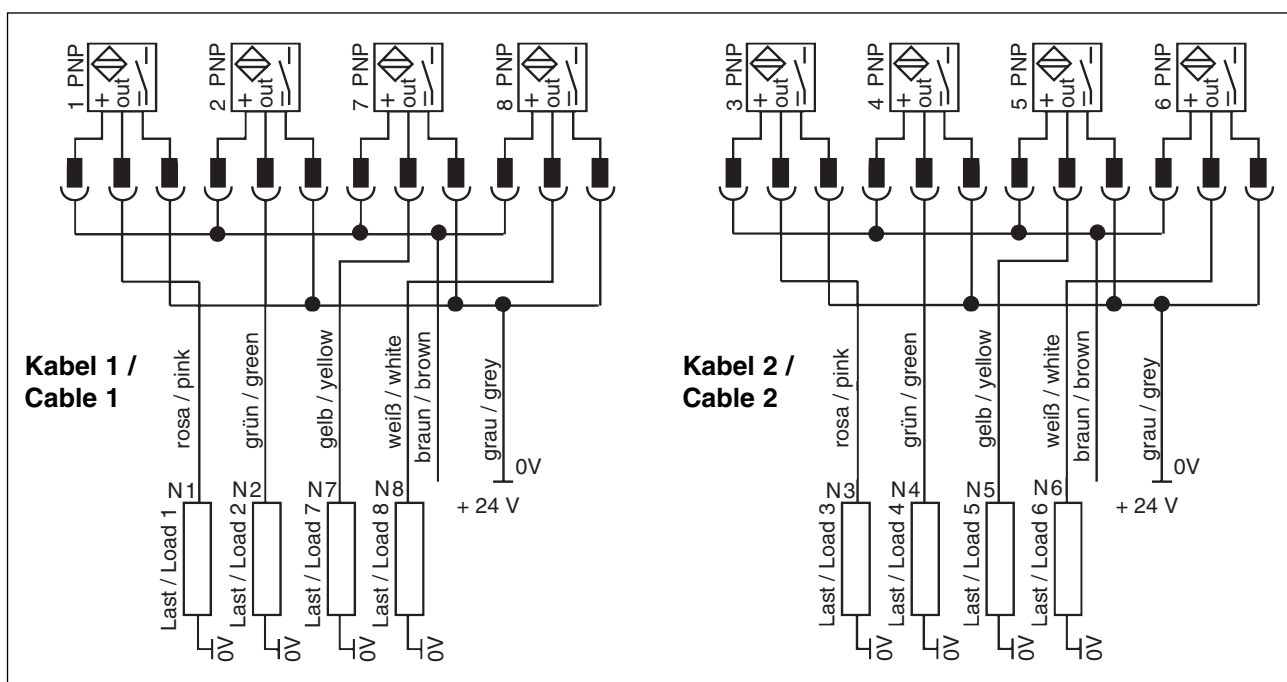 1 PNP
+ out =
2 PNP
+ out =
7 PNP
+ out =
8 PNP
+ out =
Kabel 1 /
Cable 1
rosa / pink
grün / green
gelb / yellow
weiß / white
braun / brown
grau / grey
0V
+ 24 V
N1
N2
N7
N8
Last / Load 1
Last / Load 2
Last / Load 7
Last / Load 8
0V
0V
0V
0V
3 PNP
+ out =
4 PNP
+ out =
5 PNP
+ out =
6 PNP
+ out =
Kabel 2 /
Cable 2
rosa / pink
grün / green
gelb / yellow
weiß / white
braun / brown
grau / grey
0V
+ 24 V
N3
N4
N5
N6
Last / Load 3
Last / Load 4
Last / Load 5
Last / Load 6
0V
0V
0V
0V